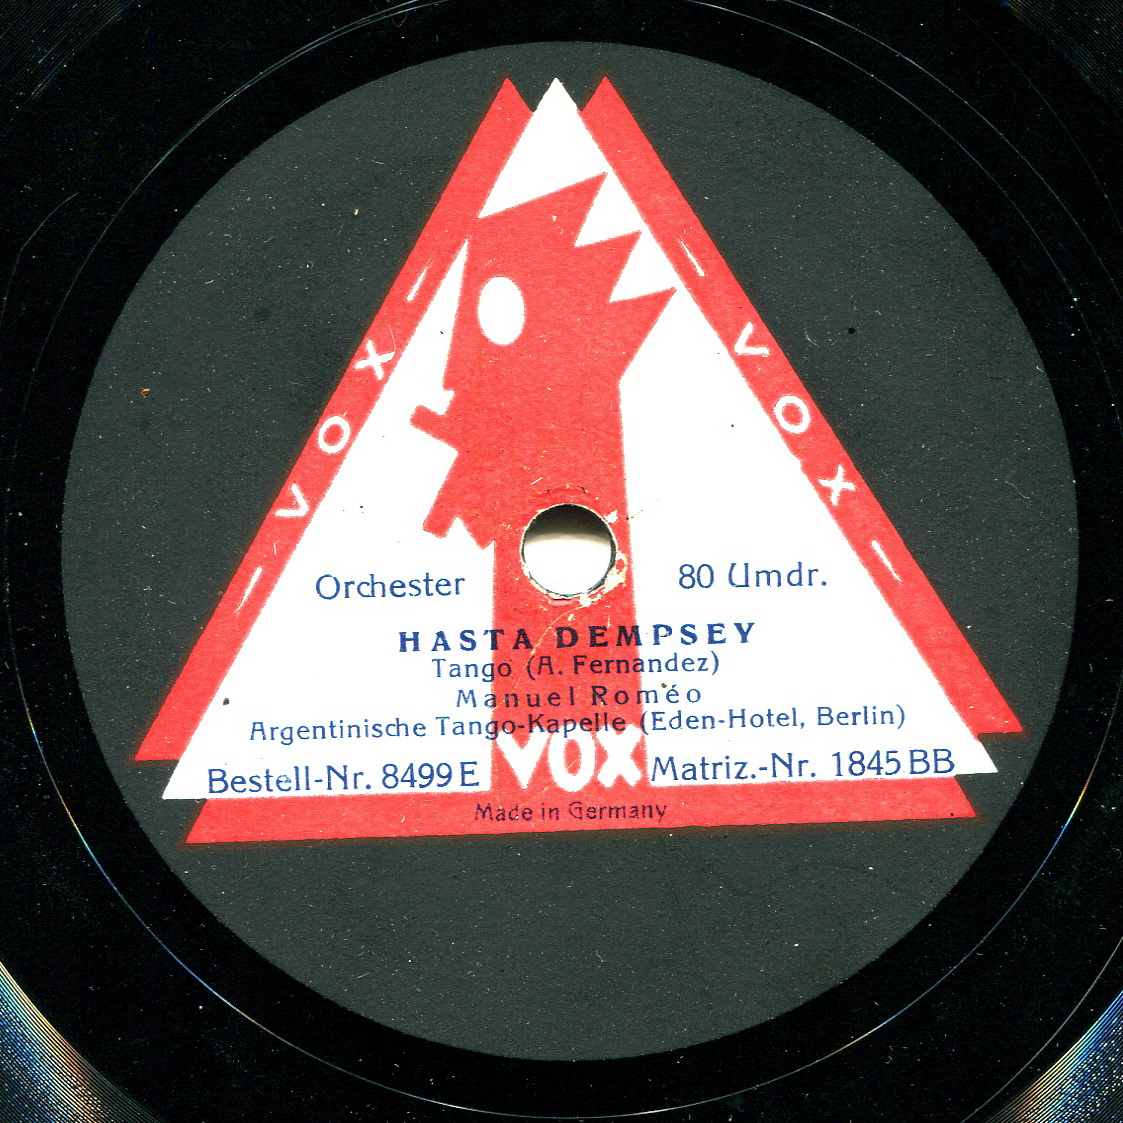 – VOX –
– VOX –
Orchester 80 Umdr.
HASTA DEMPSEY
Tango (A. Fernandez)
Manuel Roméo
Argentinische Tango-Kapelle (Eden-Hotel, Berlin)
Bestell-Nr. 8499 E VOX Matriz.-Nr. 1845 BB
Made in Germany